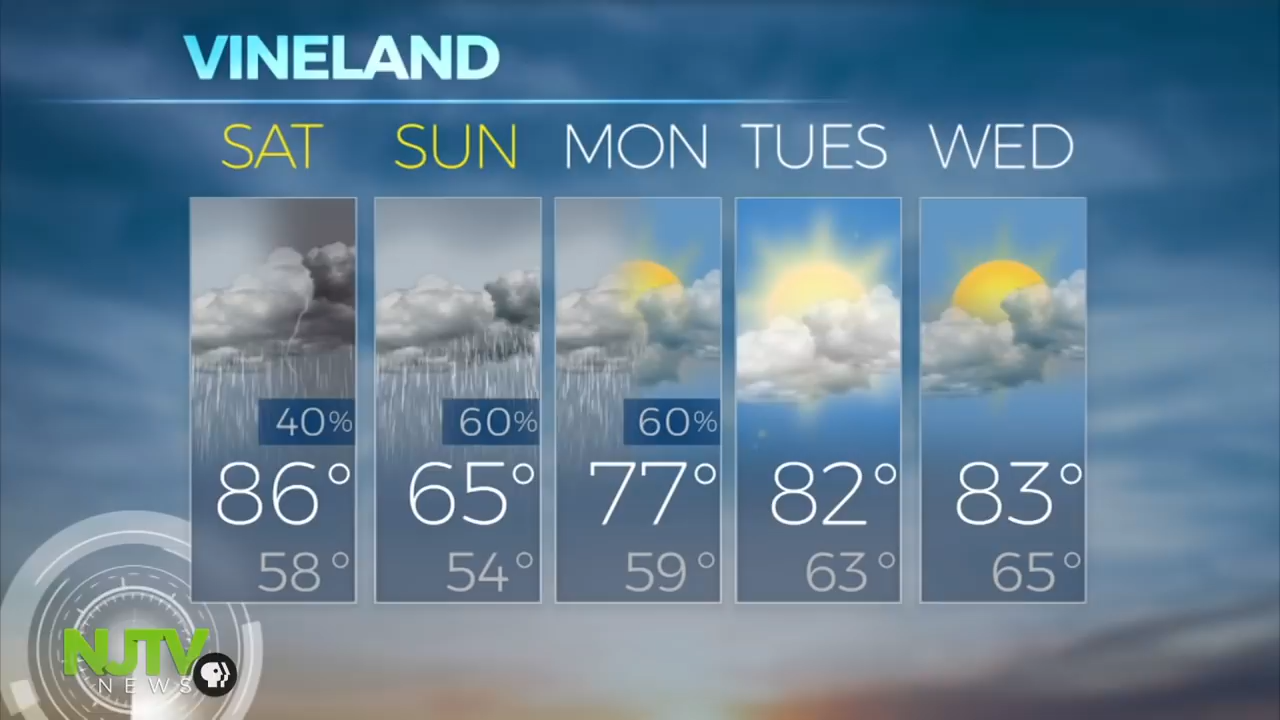 VINELAND
SAT SUN MON TUES WED
40% 60% 60%
86° 65° 77° 82° 83°
58° 54° 59° 63° 65°
NJTV
NEWS